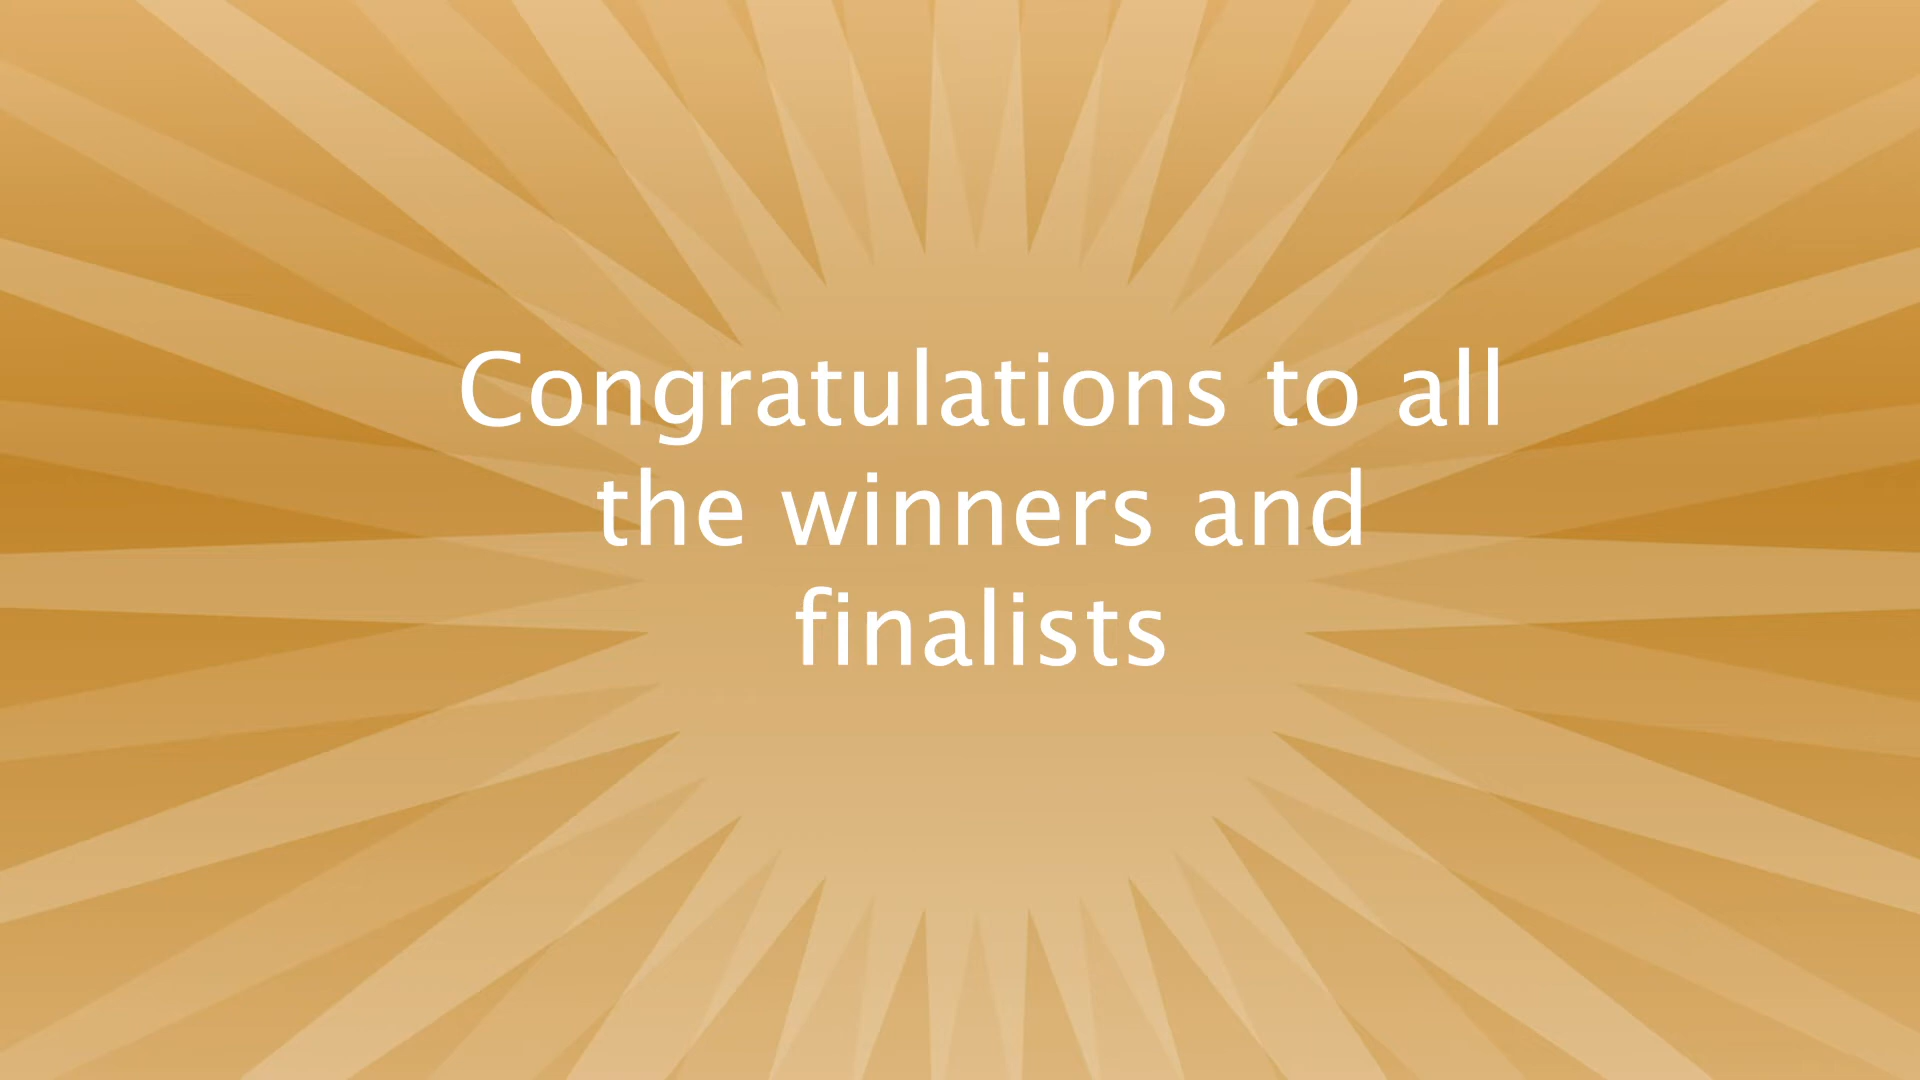 Congratulations to all
the winners and
finalists